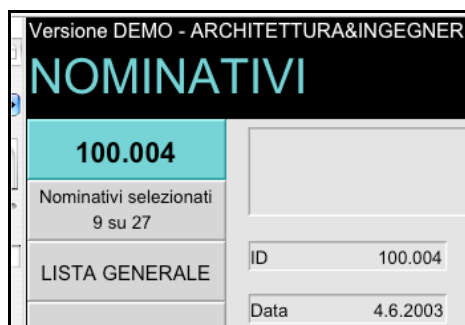 Versione DEMO - ARCHITETTURA&INGEGNER
NOMINATIVI
100.004
Nominativi selezionati
9 su 27
LISTA GENERALE
ID 100.004
Data 4.6.2003